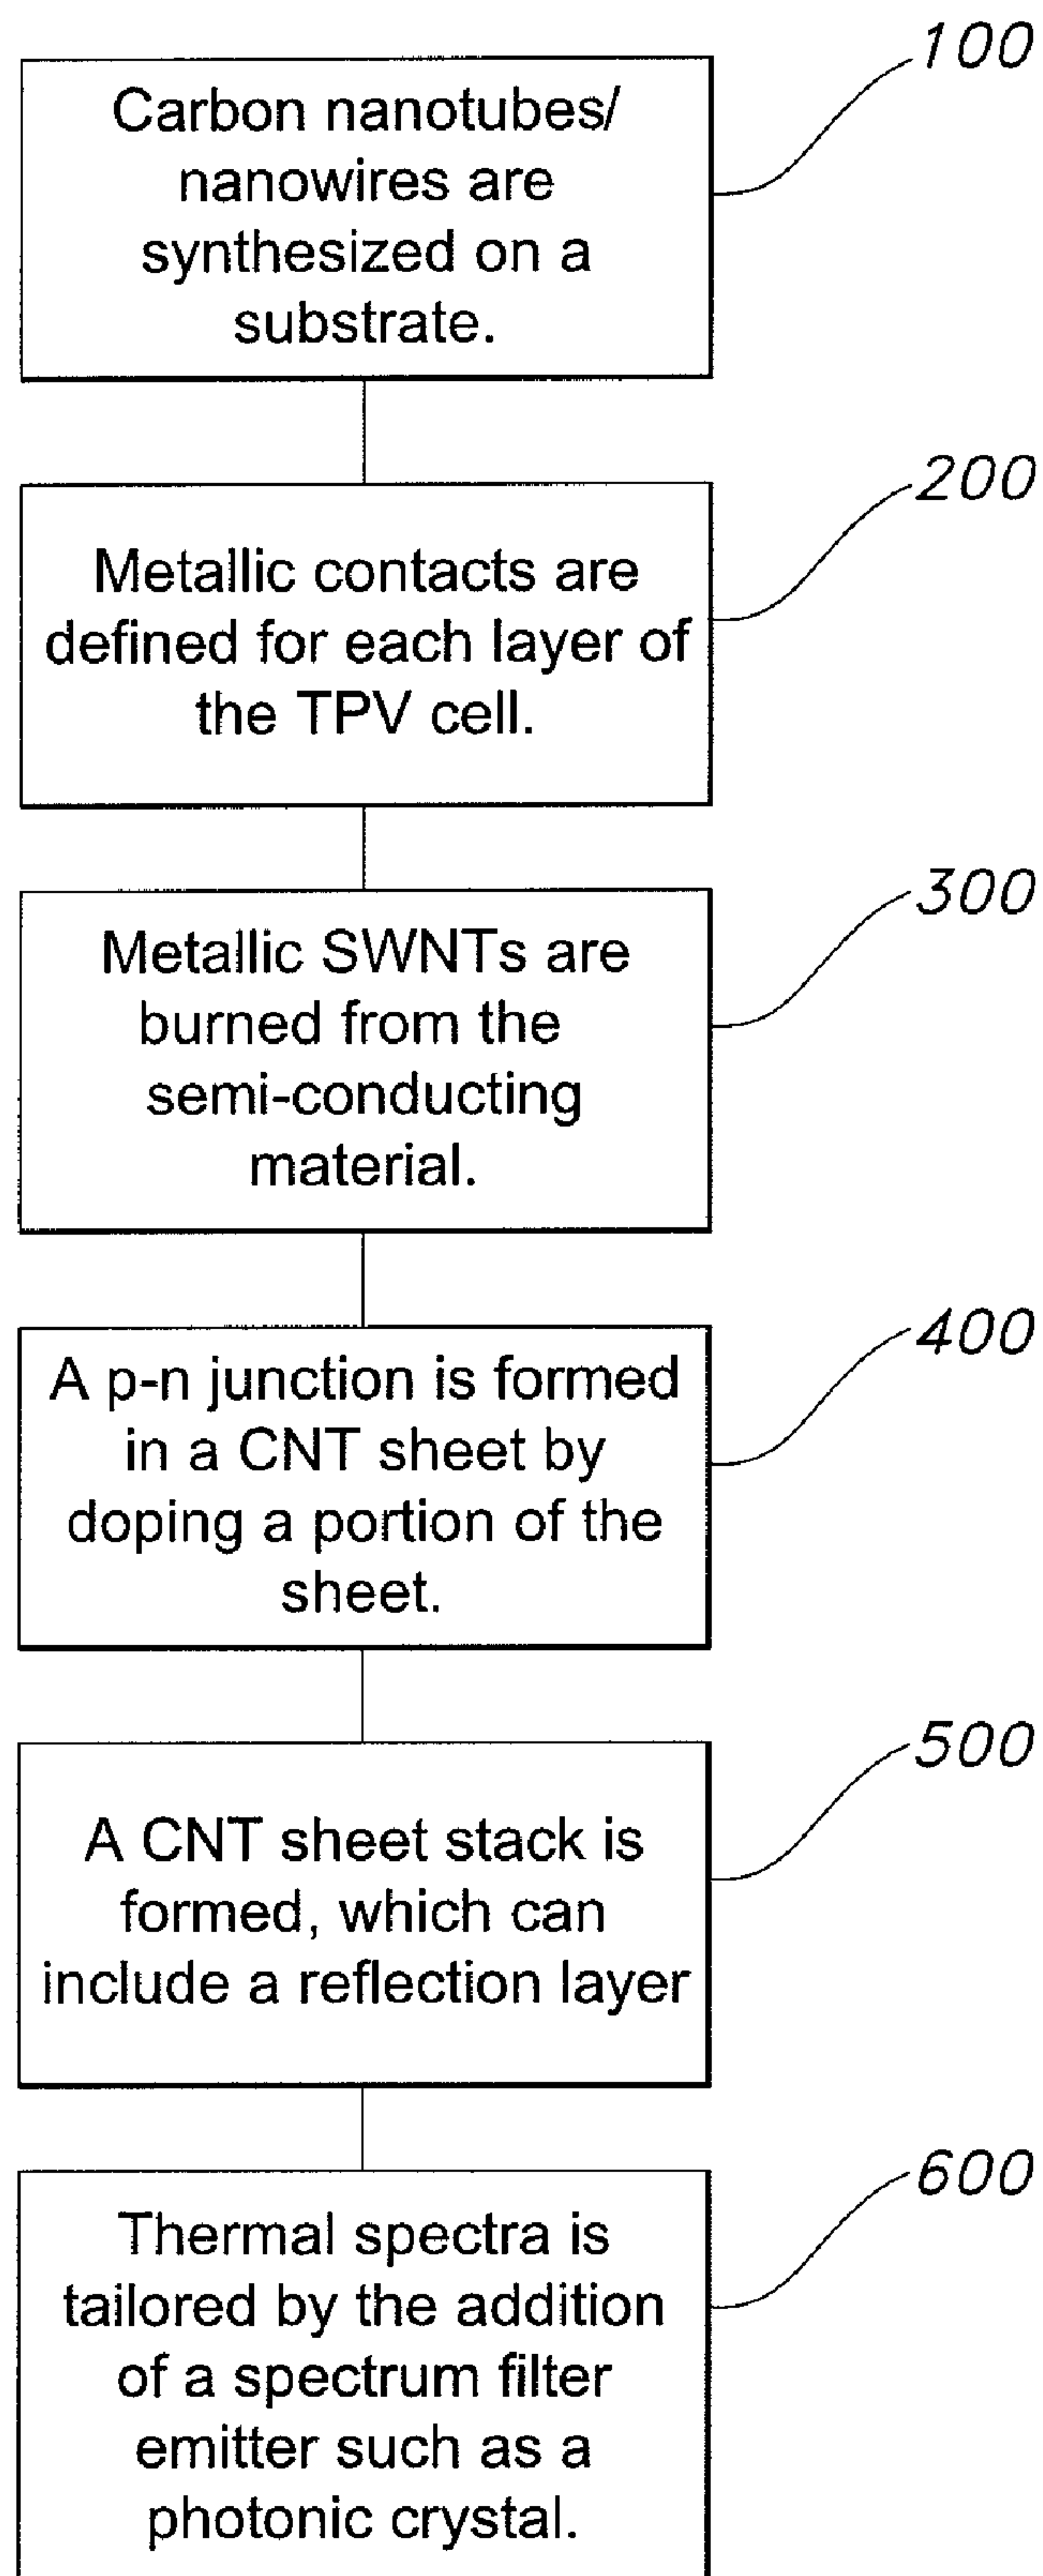 100
Carbon nanotubes/
nanowires are
synthesized on a
substrate.
200
Metallic contacts are
defined for each layer of
the TPV cell.
300
Metallic SWNTs are
burned from the
semi-conducting
material.
400
A p-n junction is formed
in a CNT sheet by
doping a portion of the
sheet.
500
A CNT sheet stack is
formed, which can
include a reflection layer
600
Thermal spectra is
tailored by the addition
of a spectrum filter
emitter such as a
photonic crystal.